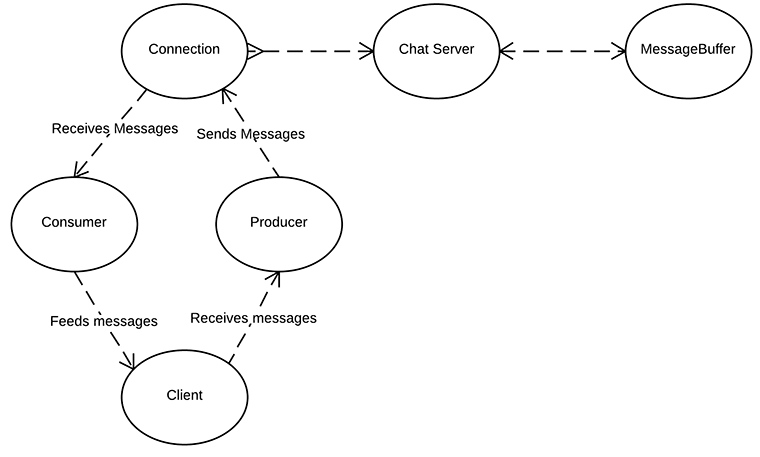 Connection
Chat Server
MessageBuffer
Receives Messages
Sends Messages
Consumer
Producer
Feeds messages
Receives messages
Client